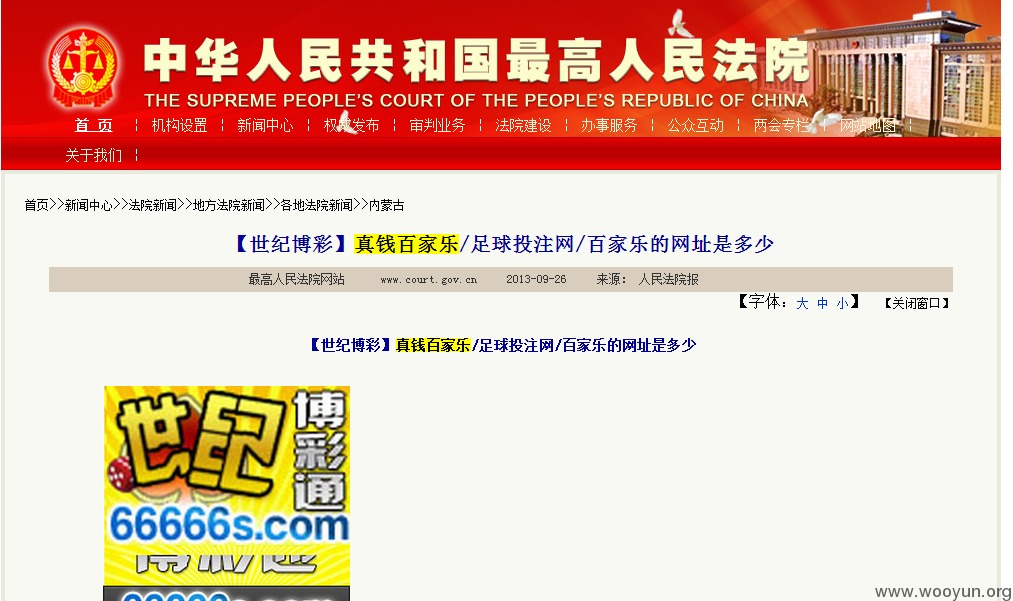 中华人民共和国最高人民法院
THE SUPREME PEOPLE'S COURT OF THE PEOPLE'S REPUBLIC OF CHINA
首 页 ¦ 机构设置 ¦ 新闻中心 ¦ 权威发布 ¦ 审判业务 ¦ 法院建设 ¦ 办事服务 ¦ 公众互动 ¦ 两会专栏 ¦ 网站地图 ¦
关于我们 ¦
首页>>新闻中心>>法院新闻>>地方法院新闻>>各地法院新闻>>内蒙古
【世纪博彩】真钱百家乐/足球投注网/百家乐的网址是多少
最高人民法院网站 www.court.gov.cn 2013-09-26 来源： 人民法院报
【字体：大 中 小】 【关闭窗口】
【世纪博彩】真钱百家乐/足球投注网/百家乐的网址是多少
世纪
博彩通
66666s.com
www.wooyun.org